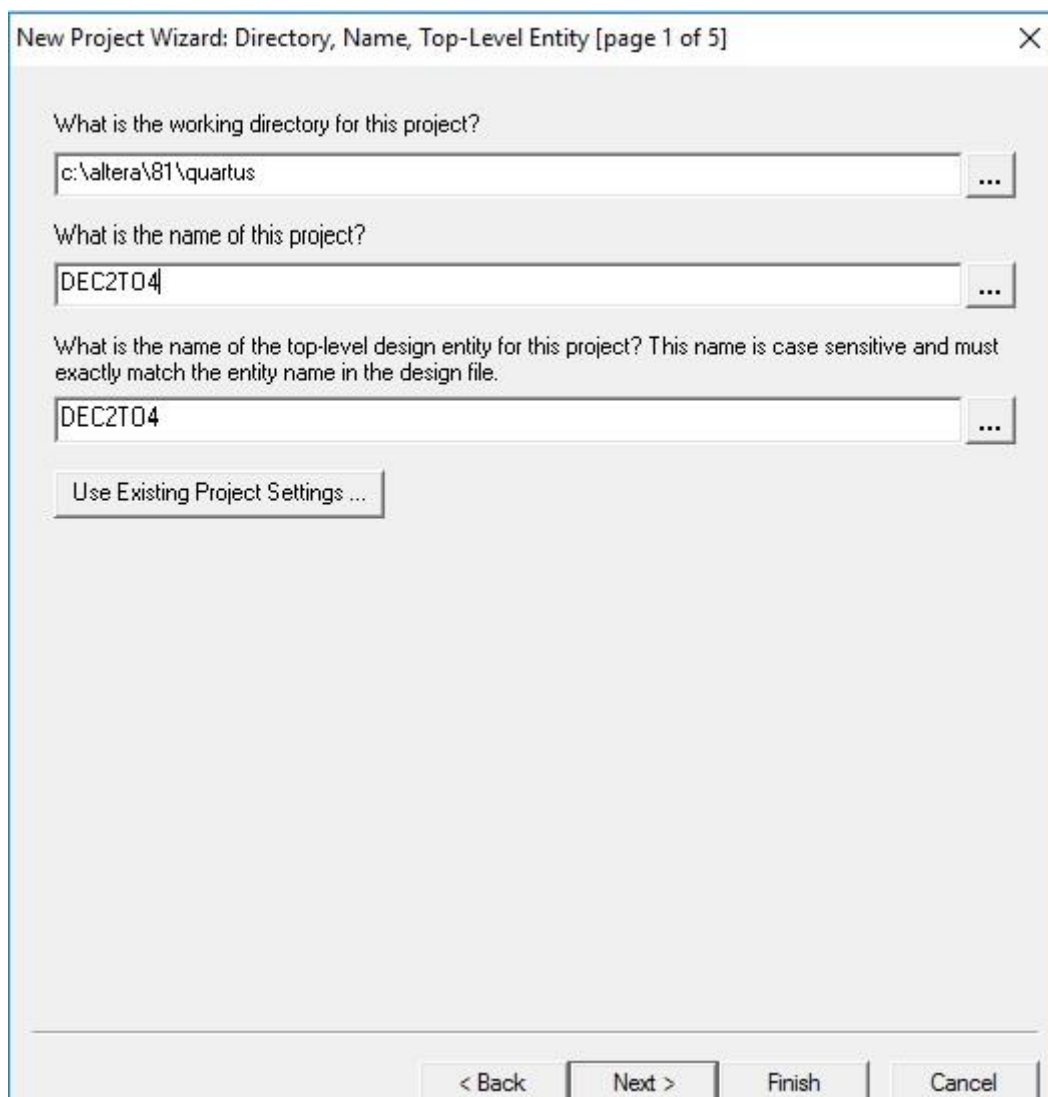 New Project Wizard: Directory, Name, Top-Level Entity [page 1 of 5]
What is the working directory for this project?
c:\altera\81\quartus
...
What is the name of this project?
DEC2TO4
...
What is the name of the top-level design entity for this project? This name is case sensitive and must
exactly match the entity name in the design file.
DEC2TO4
...
Use Existing Project Settings ...
< Back
Next >
Finish
Cancel